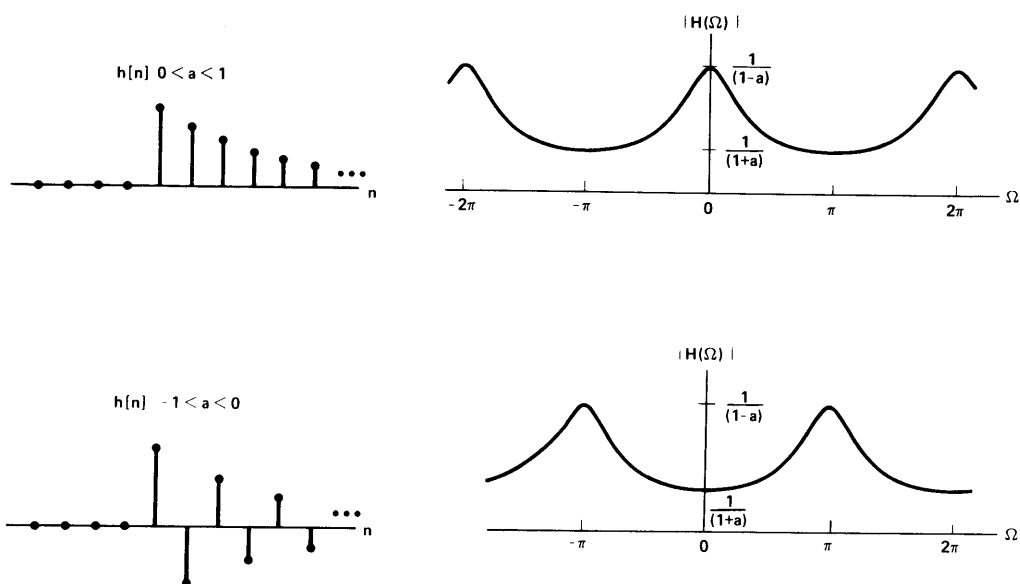 |H(Ω)|
h[n] 0 < a < 1
1/(1-a)
1/(1+a)
•••
n
-2π -π 0 π 2π Ω
|H(Ω)|
h[n] -1 < a < 0
1/(1-a)
•••
n
1/(1+a)
-π 0 π 2π Ω